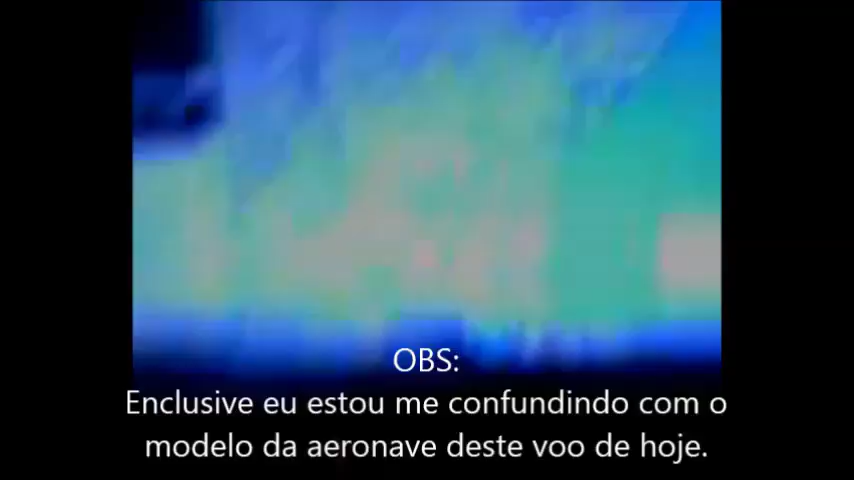 OBS:
Enclusive eu estou me confundindo com o
modelo da aeronave deste voo de hoje.